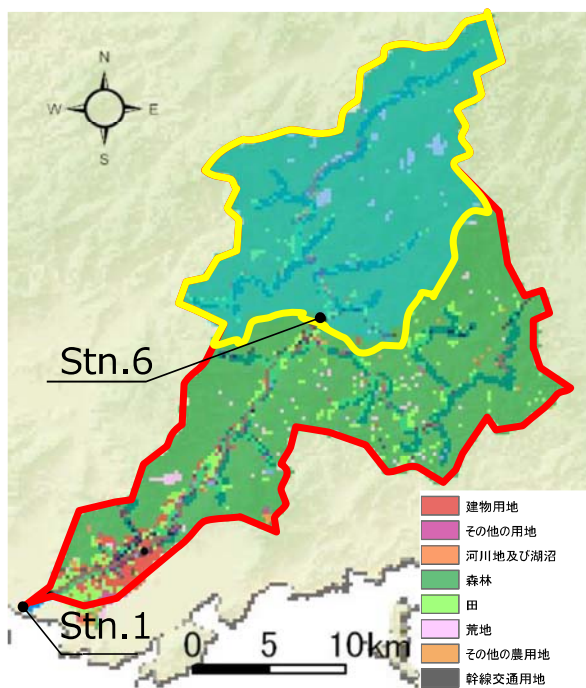 N
W E
S
Stn.6
Stn.1
0 5 10 km
建物用地
その他の用地
河川地及び湖沼
森林
田
荒地
その他の農用地
幹線交通用地